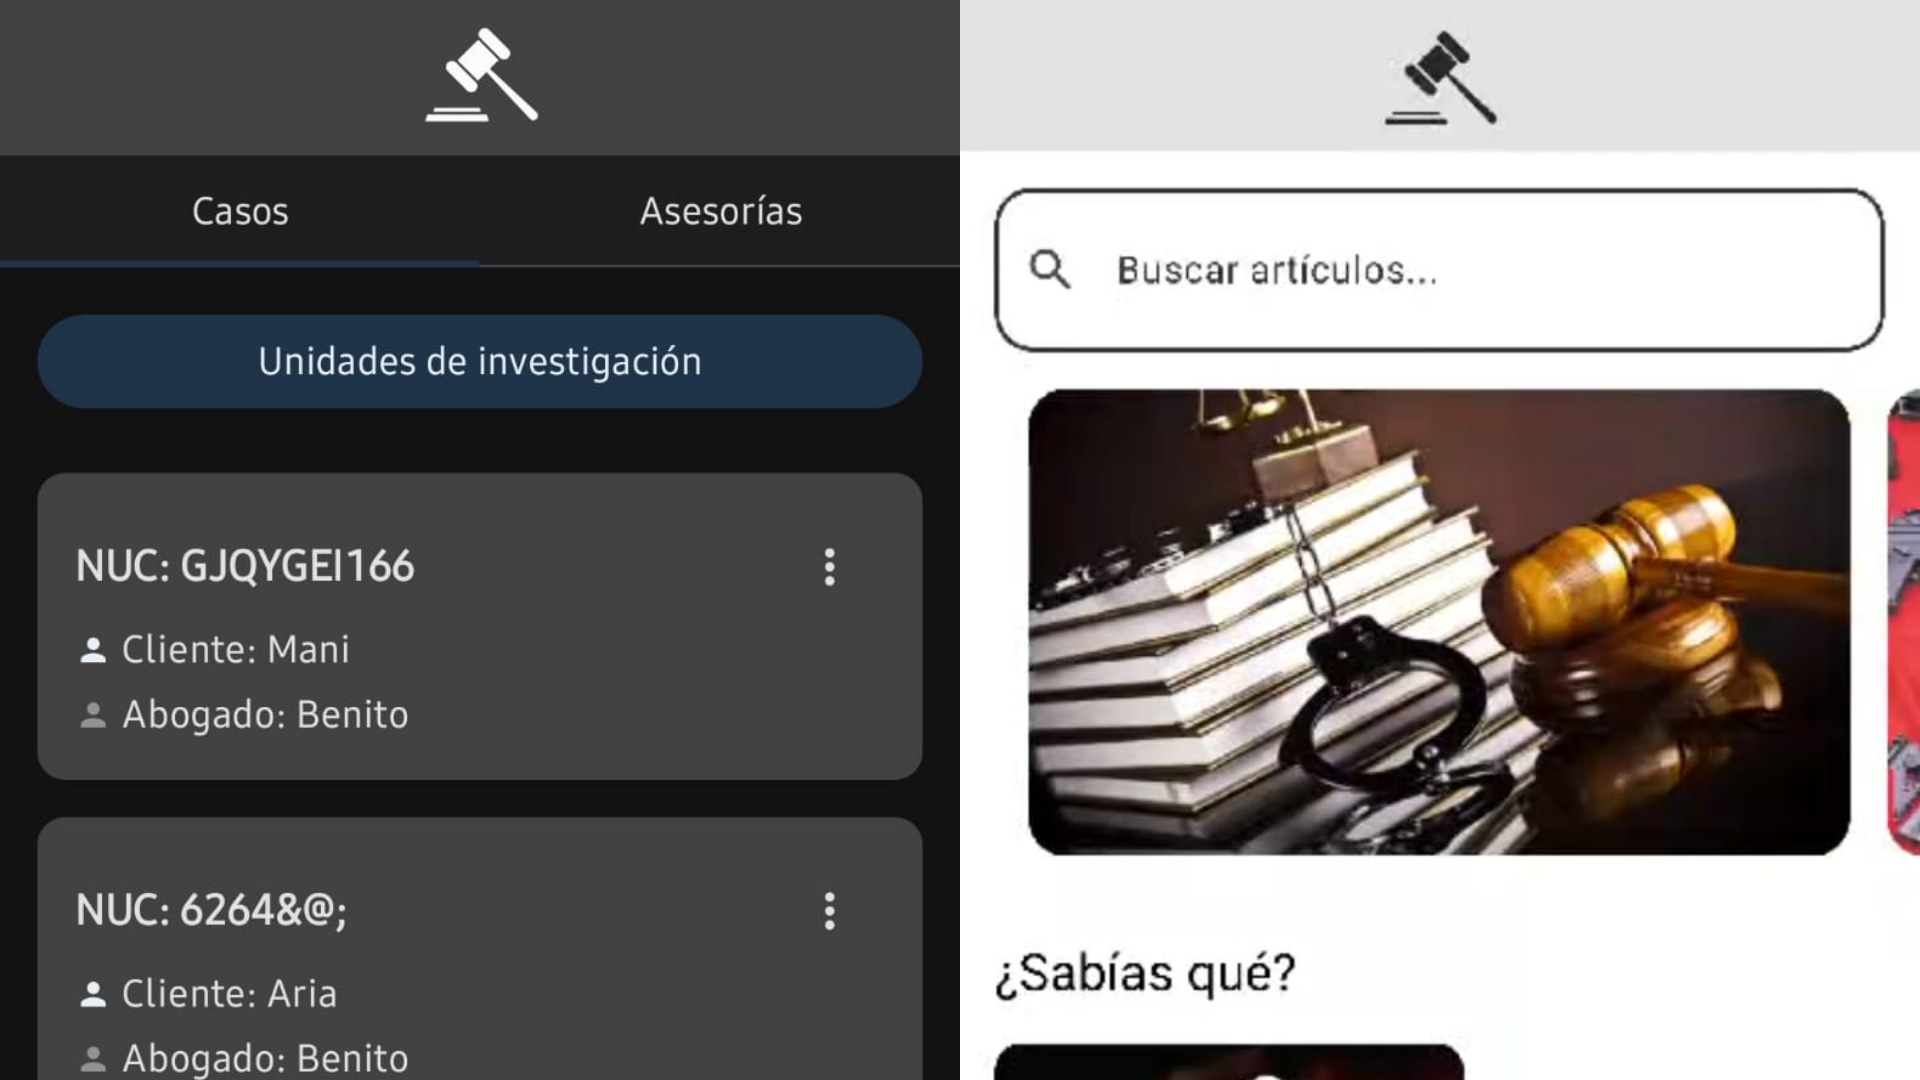 Casos
Asesorías
Unidades de investigación
NUC: GJQYGEI166
Cliente: Mani
Abogado: Benito
NUC: 6264&@;
Cliente: Aria
Abogado: Benito
Buscar artículos...
¿Sabías qué?